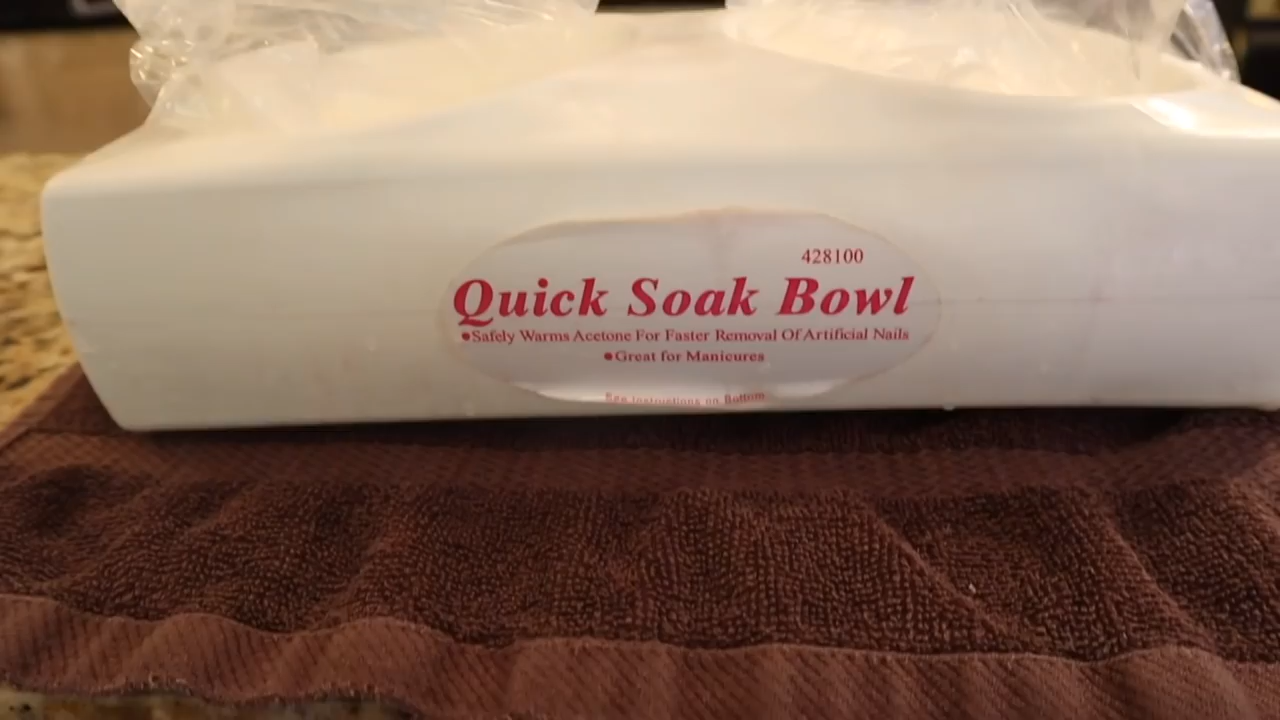 428100
Quick Soak Bowl
•Safely Warms Acetone For Faster Removal Of Artificial Nails
•Great for Manicures
See Instructions on Bottom